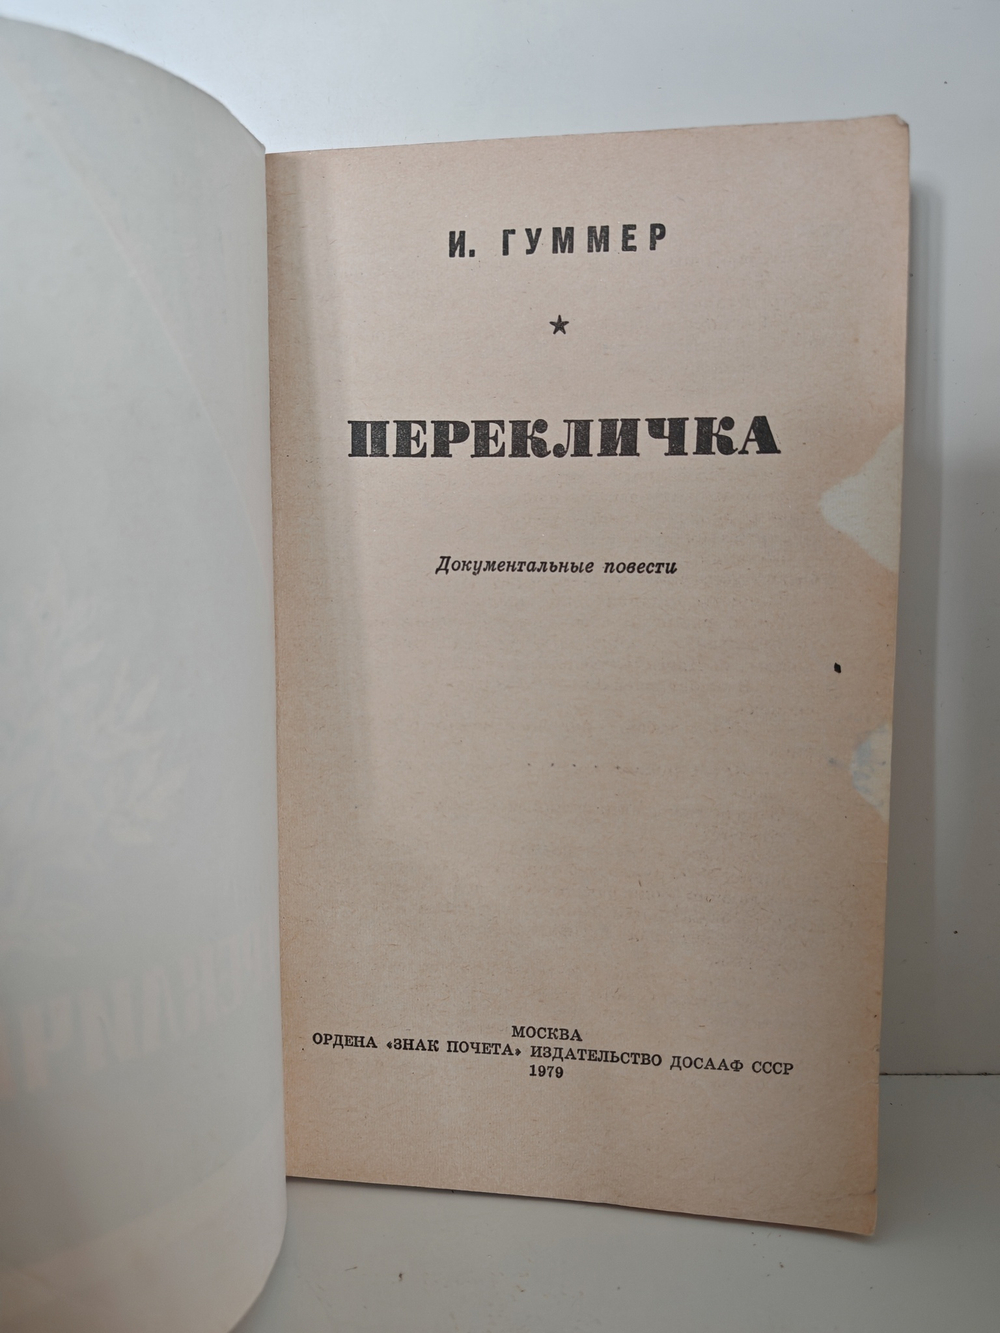 И. ГУММЕР
ПЕРЕКЛИЧКА
Документальные повести
МОСКВА
ОРДЕНА «ЗНАК ПОЧЕТА» ИЗДАТЕЛЬСТВО ДОСААФ СССР
1979